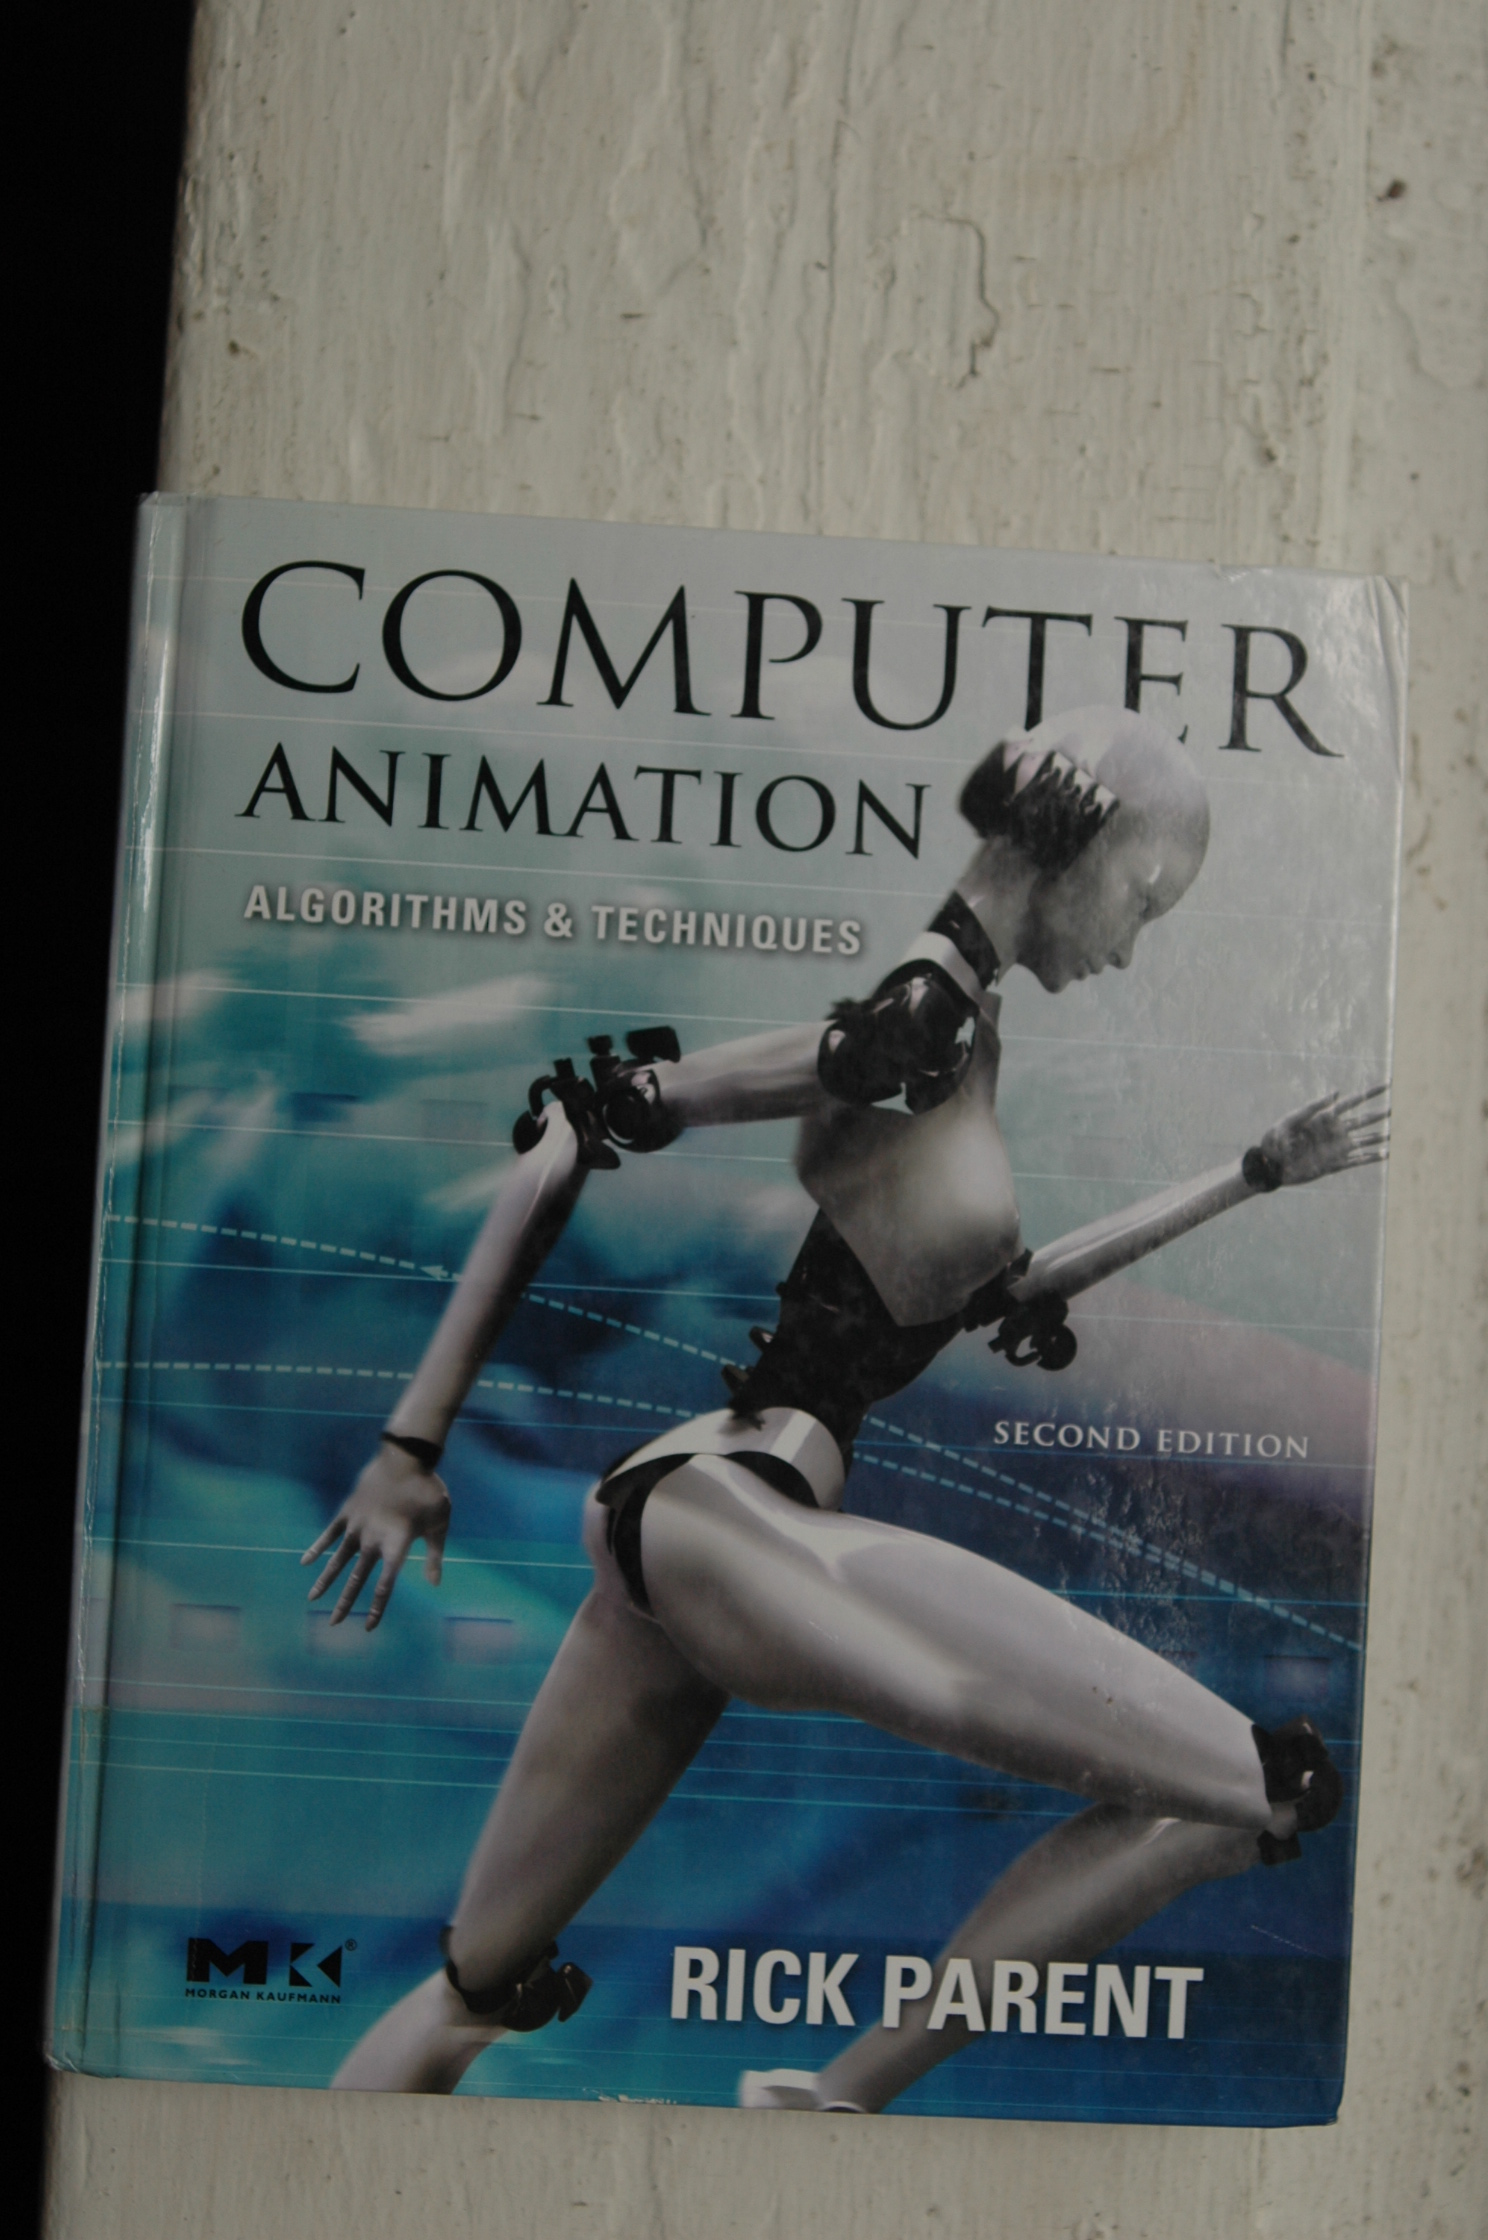 COMPUTER
ANIMATION
ALGORITHMS & TECHNIQUES
SECOND EDITION
MK®
MORGAN KAUFMANN
RICK PARENT